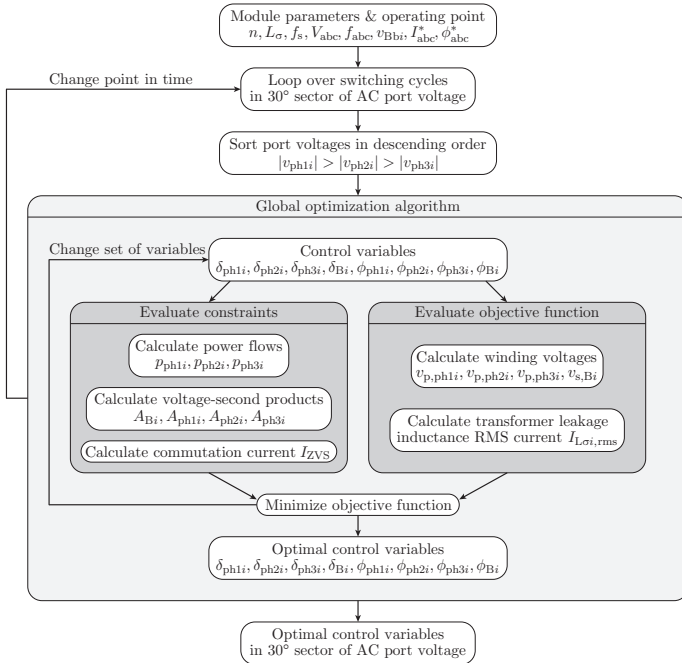 Module parameters & operating point
n, L_σ, f_s, V_abc, f_abc, v_Bbi, I*_abc, ϕ*_abc
Change point in time
Loop over switching cycles
in 30° sector of AC port voltage
Sort port voltages in descending order
|v_ph1i| > |v_ph2i| > |v_ph3i|
Global optimization algorithm
Change set of variables
Control variables
δ_ph1i, δ_ph2i, δ_ph3i, δ_Bi, ϕ_ph1i, ϕ_ph2i, ϕ_ph3i, ϕ_Bi
Evaluate constraints
Calculate power flows
p_ph1i, p_ph2i, p_ph3i
Calculate voltage-second products
A_Bi, A_ph1i, A_ph2i, A_ph3i
Calculate commutation current I_ZVS
Evaluate objective function
Calculate winding voltages
v_p,ph1i, v_p,ph2i, v_p,ph3i, v_s,Bi
Calculate transformer leakage
inductance RMS current I_Lσi,rms
Minimize objective function
Optimal control variables
δ_ph1i, δ_ph2i, δ_ph3i, δ_Bi, ϕ_ph1i, ϕ_ph2i, ϕ_ph3i, ϕ_Bi
Optimal control variables
in 30° sector of AC port voltage